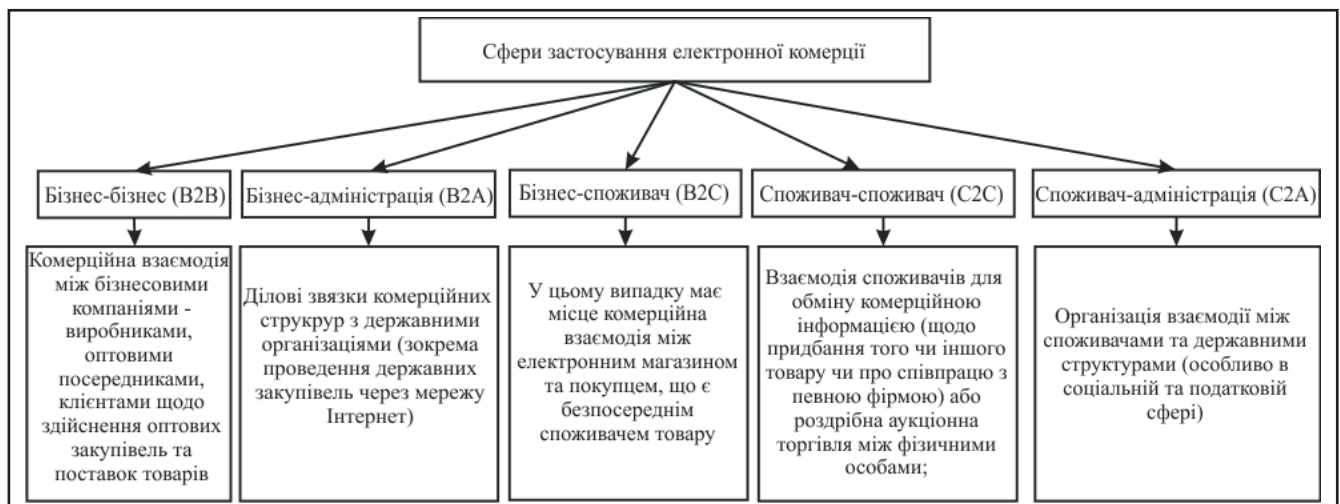 Сфери застосування електронної комерції
Бізнес-бізнес (B2B)
Бізнес-адміністрація (B2A)
Бізнес-споживач (B2C)
Споживач-споживач (C2C)
Споживач-адміністрація (C2A)
Комерційна взаємодія
між бізнесовими
компаніями -
виробниками,
оптовими
посередниками,
клієнтами щодо
здійснення оптових
закупівель та
поставок товарів
Ділові звязки комерційних
струкрур з державними
організаціями (зокрема
проведення державних
закупівель через мережу
Інтернет)
У цьому випадку має
місце комерційна
взаємодія між
електронним магазином
та покупцем, що є
безпосереднім
споживачем товару
Взаємодія споживачів для
обміну комерційною
інформацією (щодо
придбання того чи іншого
товару чи про співпрацю з
певною фірмою) або
роздрібна аукціонна
торгівля між фізичними
особами;
Організація взаємодії між
споживачами та державними
структурами (особливо в
соціальній та податковій
сфері)